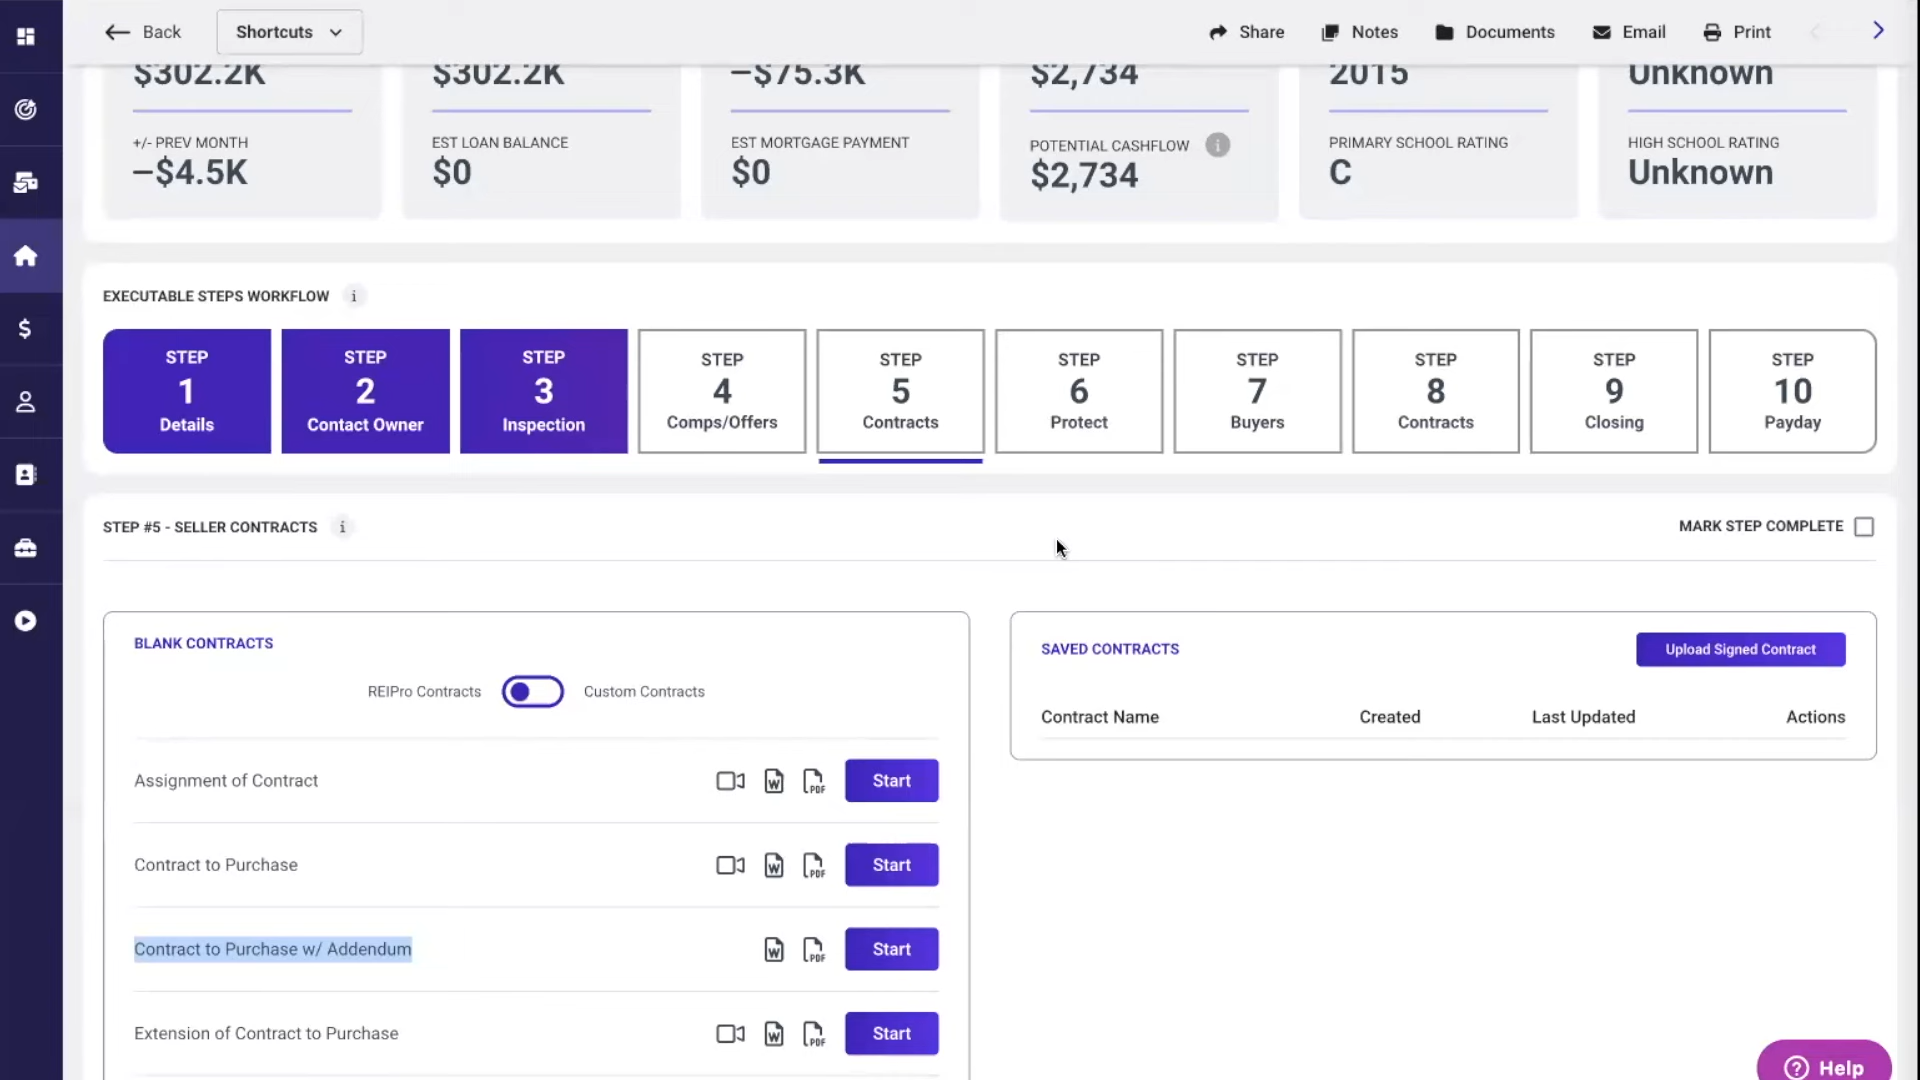 Back
Shortcuts
Share
Notes
Documents
Email
Print
$302.2K
$302.2K
–$75.3K
$2,734
2015
Unknown
+/- PREV MONTH
–$4.5K
EST LOAN BALANCE
$0
EST MORTGAGE PAYMENT
$0
POTENTIAL CASHFLOW i
$2,734
PRIMARY SCHOOL RATING
C
HIGH SCHOOL RATING
Unknown
EXECUTABLE STEPS WORKFLOW i
STEP
1
Details
STEP
2
Contact Owner
STEP
3
Inspection
STEP
4
Comps/Offers
STEP
5
Contracts
STEP
6
Protect
STEP
7
Buyers
STEP
8
Contracts
STEP
9
Closing
STEP
10
Payday
STEP #5 - SELLER CONTRACTS i
MARK STEP COMPLETE
BLANK CONTRACTS
REIPro Contracts
Custom Contracts
Assignment of Contract W PDF Start
Contract to Purchase W PDF Start
Contract to Purchase w/ Addendum W PDF Start
Extension of Contract to Purchase W PDF Start
SAVED CONTRACTS
Upload Signed Contract
Contract Name Created Last Updated Actions
? Help